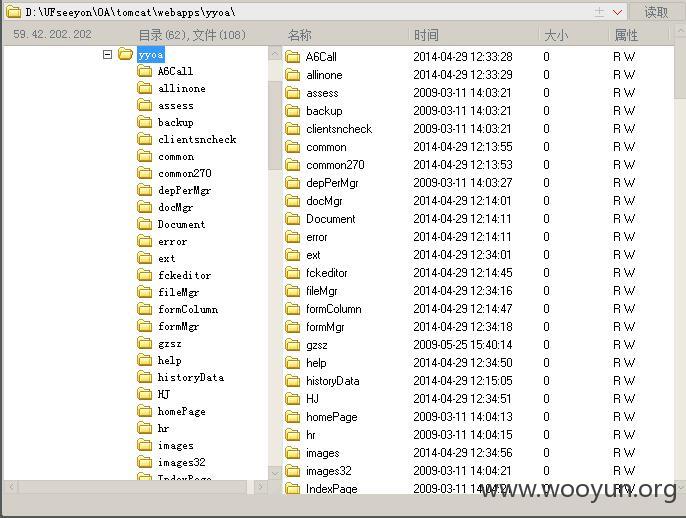 D:\UFseeyon\OA\tomcat\webapps\yyoa\ 读取
59.42.202.202 目录(62),文件(108) 名称 时间 大小 属性
yyoa
A6Call
allinone
assess
backup
clientsncheck
common
common270
depPerMgr
docMgr
Document
error
ext
fckeditor
fileMgr
formColumn
formMgr
gzsz
help
historyData
HJ
homePage
hr
images
images32
IndexPage
A6Call 2014-04-29 12:33:28 0 R W
allinone 2014-04-29 12:33:29 0 R W
assess 2009-03-11 14:03:21 0 R W
backup 2009-03-11 14:03:21 0 R W
clientsncheck 2009-03-11 14:03:21 0 R W
common 2014-04-29 12:13:55 0 R W
common270 2014-04-29 12:13:53 0 R W
depPerMgr 2009-03-11 14:03:27 0 R W
docMgr 2014-04-29 12:14:01 0 R W
Document 2014-04-29 12:14:11 0 R W
error 2014-04-29 12:14:11 0 R W
ext 2014-04-29 12:34:01 0 R W
fckeditor 2014-04-29 12:14:45 0 R W
fileMgr 2014-04-29 12:34:16 0 R W
formColumn 2014-04-29 12:14:47 0 R W
formMgr 2014-04-29 12:34:18 0 R W
gzsz 2009-05-25 15:40:14 0 R W
help 2014-04-29 12:34:50 0 R W
historyData 2014-04-29 12:15:05 0 R W
HJ 2014-04-29 12:34:51 0 R W
homePage 2009-03-11 14:04:13 0 R W
hr 2009-03-11 14:04:15 0 R W
images 2014-04-29 12:34:56 0 R W
images32 2009-03-11 14:04:21 0 R W
IndexPage 2009-03-11 14:04:21 0 R W
www.wooyun.org